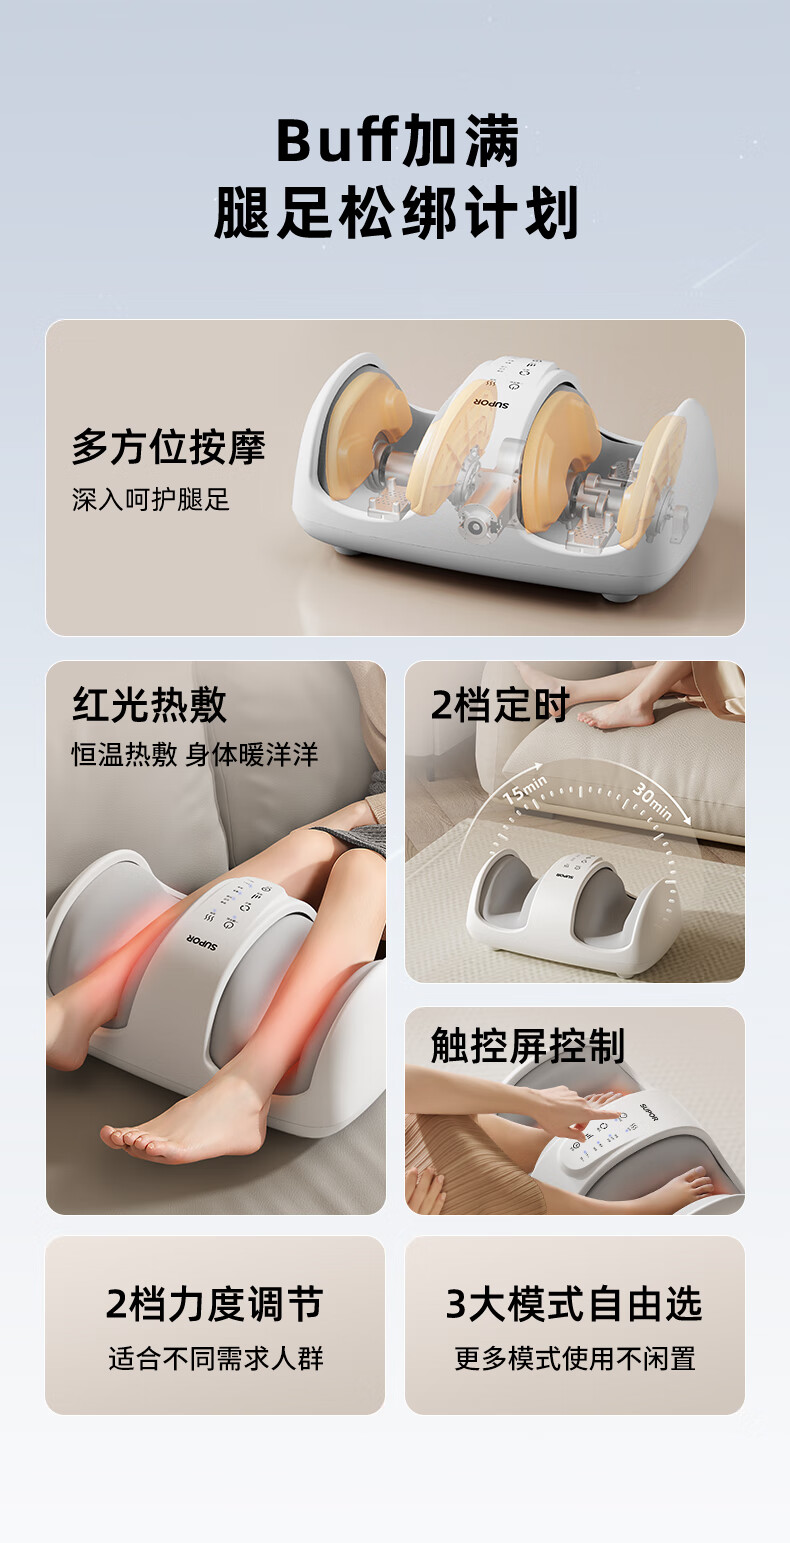 Buff加满
腿足松绑计划
多方位按摩
深入呵护腿足
SUPOR
红光热敷
恒温热敷 身体暖洋洋
SUPOR
2档定时
15min
30min
SUPOR
触控屏控制
SUPOR
2档力度调节
适合不同需求人群
3大模式自由选
更多模式使用不闲置